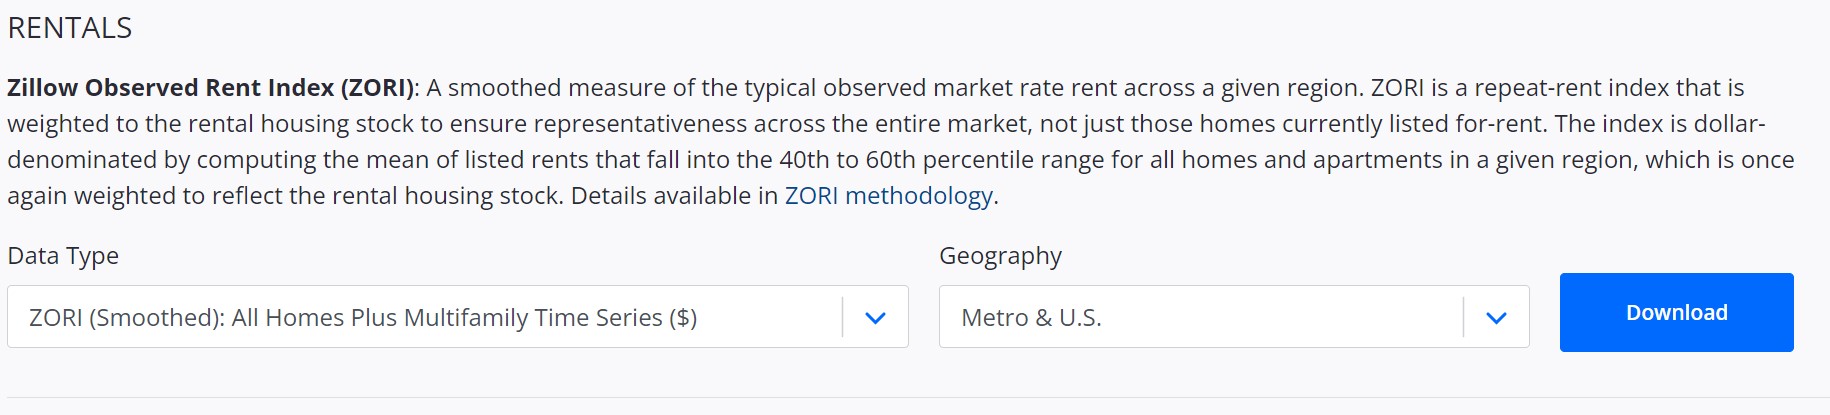 RENTALS
Zillow Observed Rent Index (ZORI): A smoothed measure of the typical observed market rate rent across a given region. ZORI is a repeat-rent index that is
weighted to the rental housing stock to ensure representativeness across the entire market, not just those homes currently listed for-rent. The index is dollar-
denominated by computing the mean of listed rents that fall into the 40th to 60th percentile range for all homes and apartments in a given region, which is once
again weighted to reflect the rental housing stock. Details available in ZORI methodology.
Data Type
Geography
ZORI (Smoothed): All Homes Plus Multifamily Time Series ($)
Metro & U.S.
Download